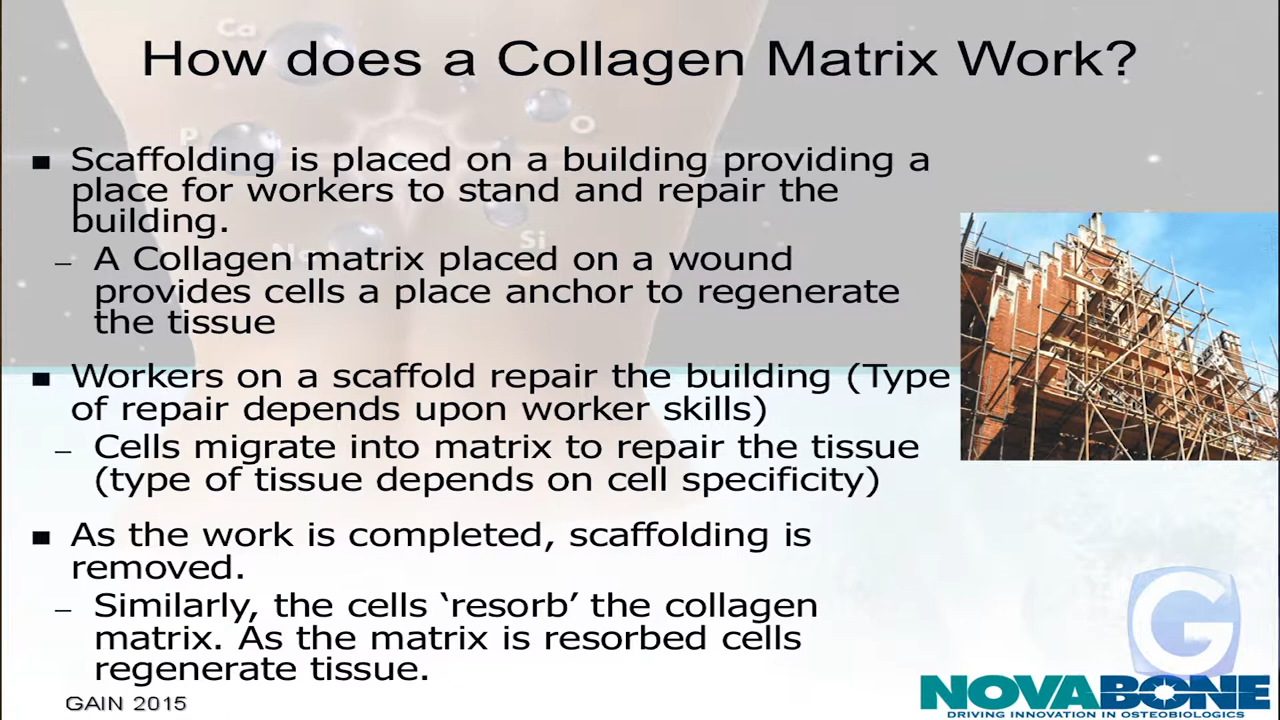 How does a Collagen Matrix Work?
Ca
P
O
Na
Si
■ Scaffolding is placed on a building providing a
place for workers to stand and repair the
building.
– A Collagen matrix placed on a wound
provides cells a place anchor to regenerate
the tissue
■ Workers on a scaffold repair the building (Type
of repair depends upon worker skills)
– Cells migrate into matrix to repair the tissue
(type of tissue depends on cell specificity)
■ As the work is completed, scaffolding is
removed.
– Similarly, the cells ‘resorb’ the collagen
matrix. As the matrix is resorbed cells
regenerate tissue.
GAIN 2015
G
NOVABONE
DRIVING INNOVATION IN OSTEOBIOLOGICS